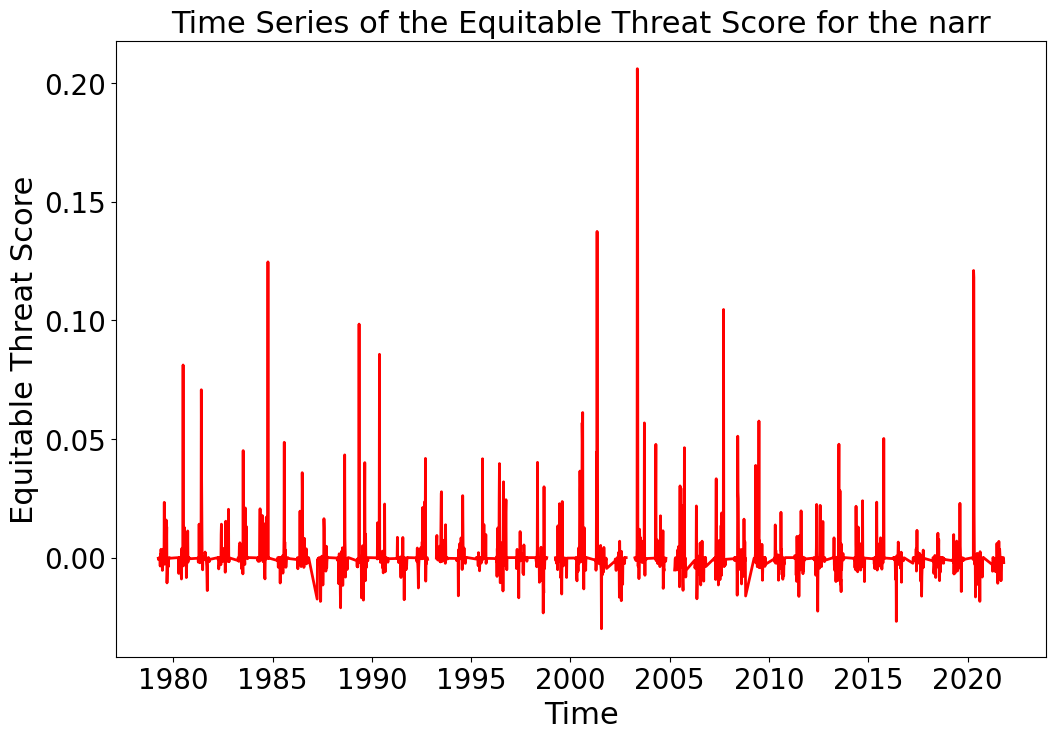 Time Series of the Equitable Threat Score for the narr
Equitable Threat Score
0.20
0.15
0.10
0.05
0.00
1980 1985 1990 1995 2000 2005 2010 2015 2020
Time